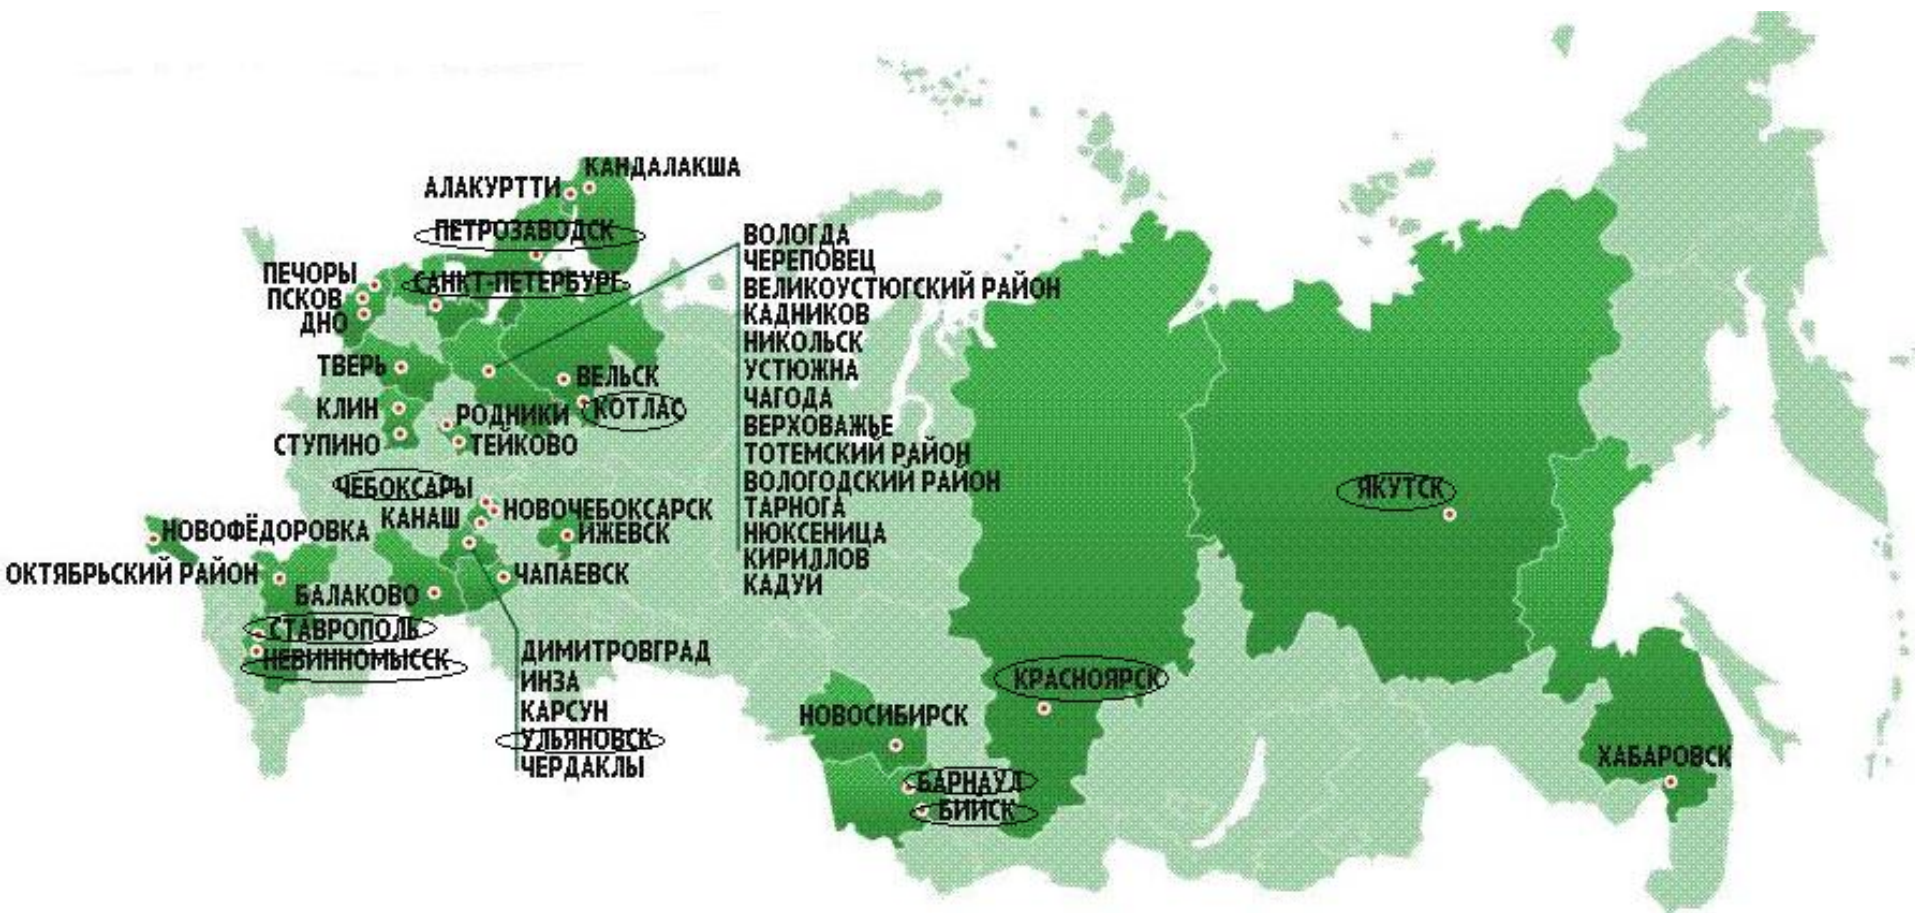 КАНДАЛАКША
АЛАКУРТТИ
ПЕТРОЗАВОДСК
ПЕЧОРЫ
САНКТ-ПЕТЕРБУРГ
ПСКОВ
ДНО
ТВЕРЬ
ВЕЛЬСК
КЛИН
РОДНИКИ
КОТЛАС
СТУПИНО
ТЕЙКОВО
ЧЕБОКСАРЫ
КАНАШ
НОВОЧЕБОКСАРСК
НОВОФЁДОРОВКА
ИЖЕВСК
ОКТЯБРЬСКИЙ РАЙОН
ЧАПАЕВСК
БАЛАКОВО
СТАВРОПОЛЬ
НЕВИННОМЫССК
ВОЛОГДА
ЧЕРЕПОВЕЦ
ВЕЛИКОУСТЮГСКИЙ РАЙОН
КАДНИКОВ
НИКОЛЬСК
УСТЮЖНА
ЧАГОДА
ВЕРХОВАЖЬЕ
ТОТЕМСКИЙ РАЙОН
ВОЛОГОДСКИЙ РАЙОН
ТАРНОГА
НЮКСЕНИЦА
КИРИЛЛОВ
КАДУЙ
ДИМИТРОВГРАД
ИНЗА
КАРСУН
УЛЬЯНОВСК
ЧЕРДАКЛЫ
НОВОСИБИРСК
БАРНАУЛ
БИЙСК
КРАСНОЯРСК
ЯКУТСК
ХАБАРОВСК